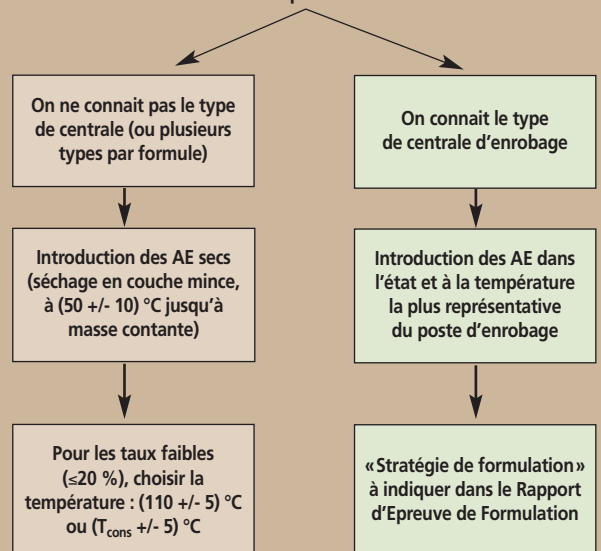 On ne connait pas le type
de centrale (ou plusieurs
types par formule)
On connait le type
de centrale d'enrobage
Introduction des AE secs
(séchage en couche mince,
à (50 +/- 10) °C jusqu'à
masse contante)
Introduction des AE dans
l'état et à la température
la plus représentative
du poste d'enrobage
Pour les taux faibles
(≤20 %), choisir la
température : (110 +/- 5) °C
ou (Tcons +/- 5) °C
«Stratégie de formulation»
à indiquer dans le Rapport
d'Epreuve de Formulation